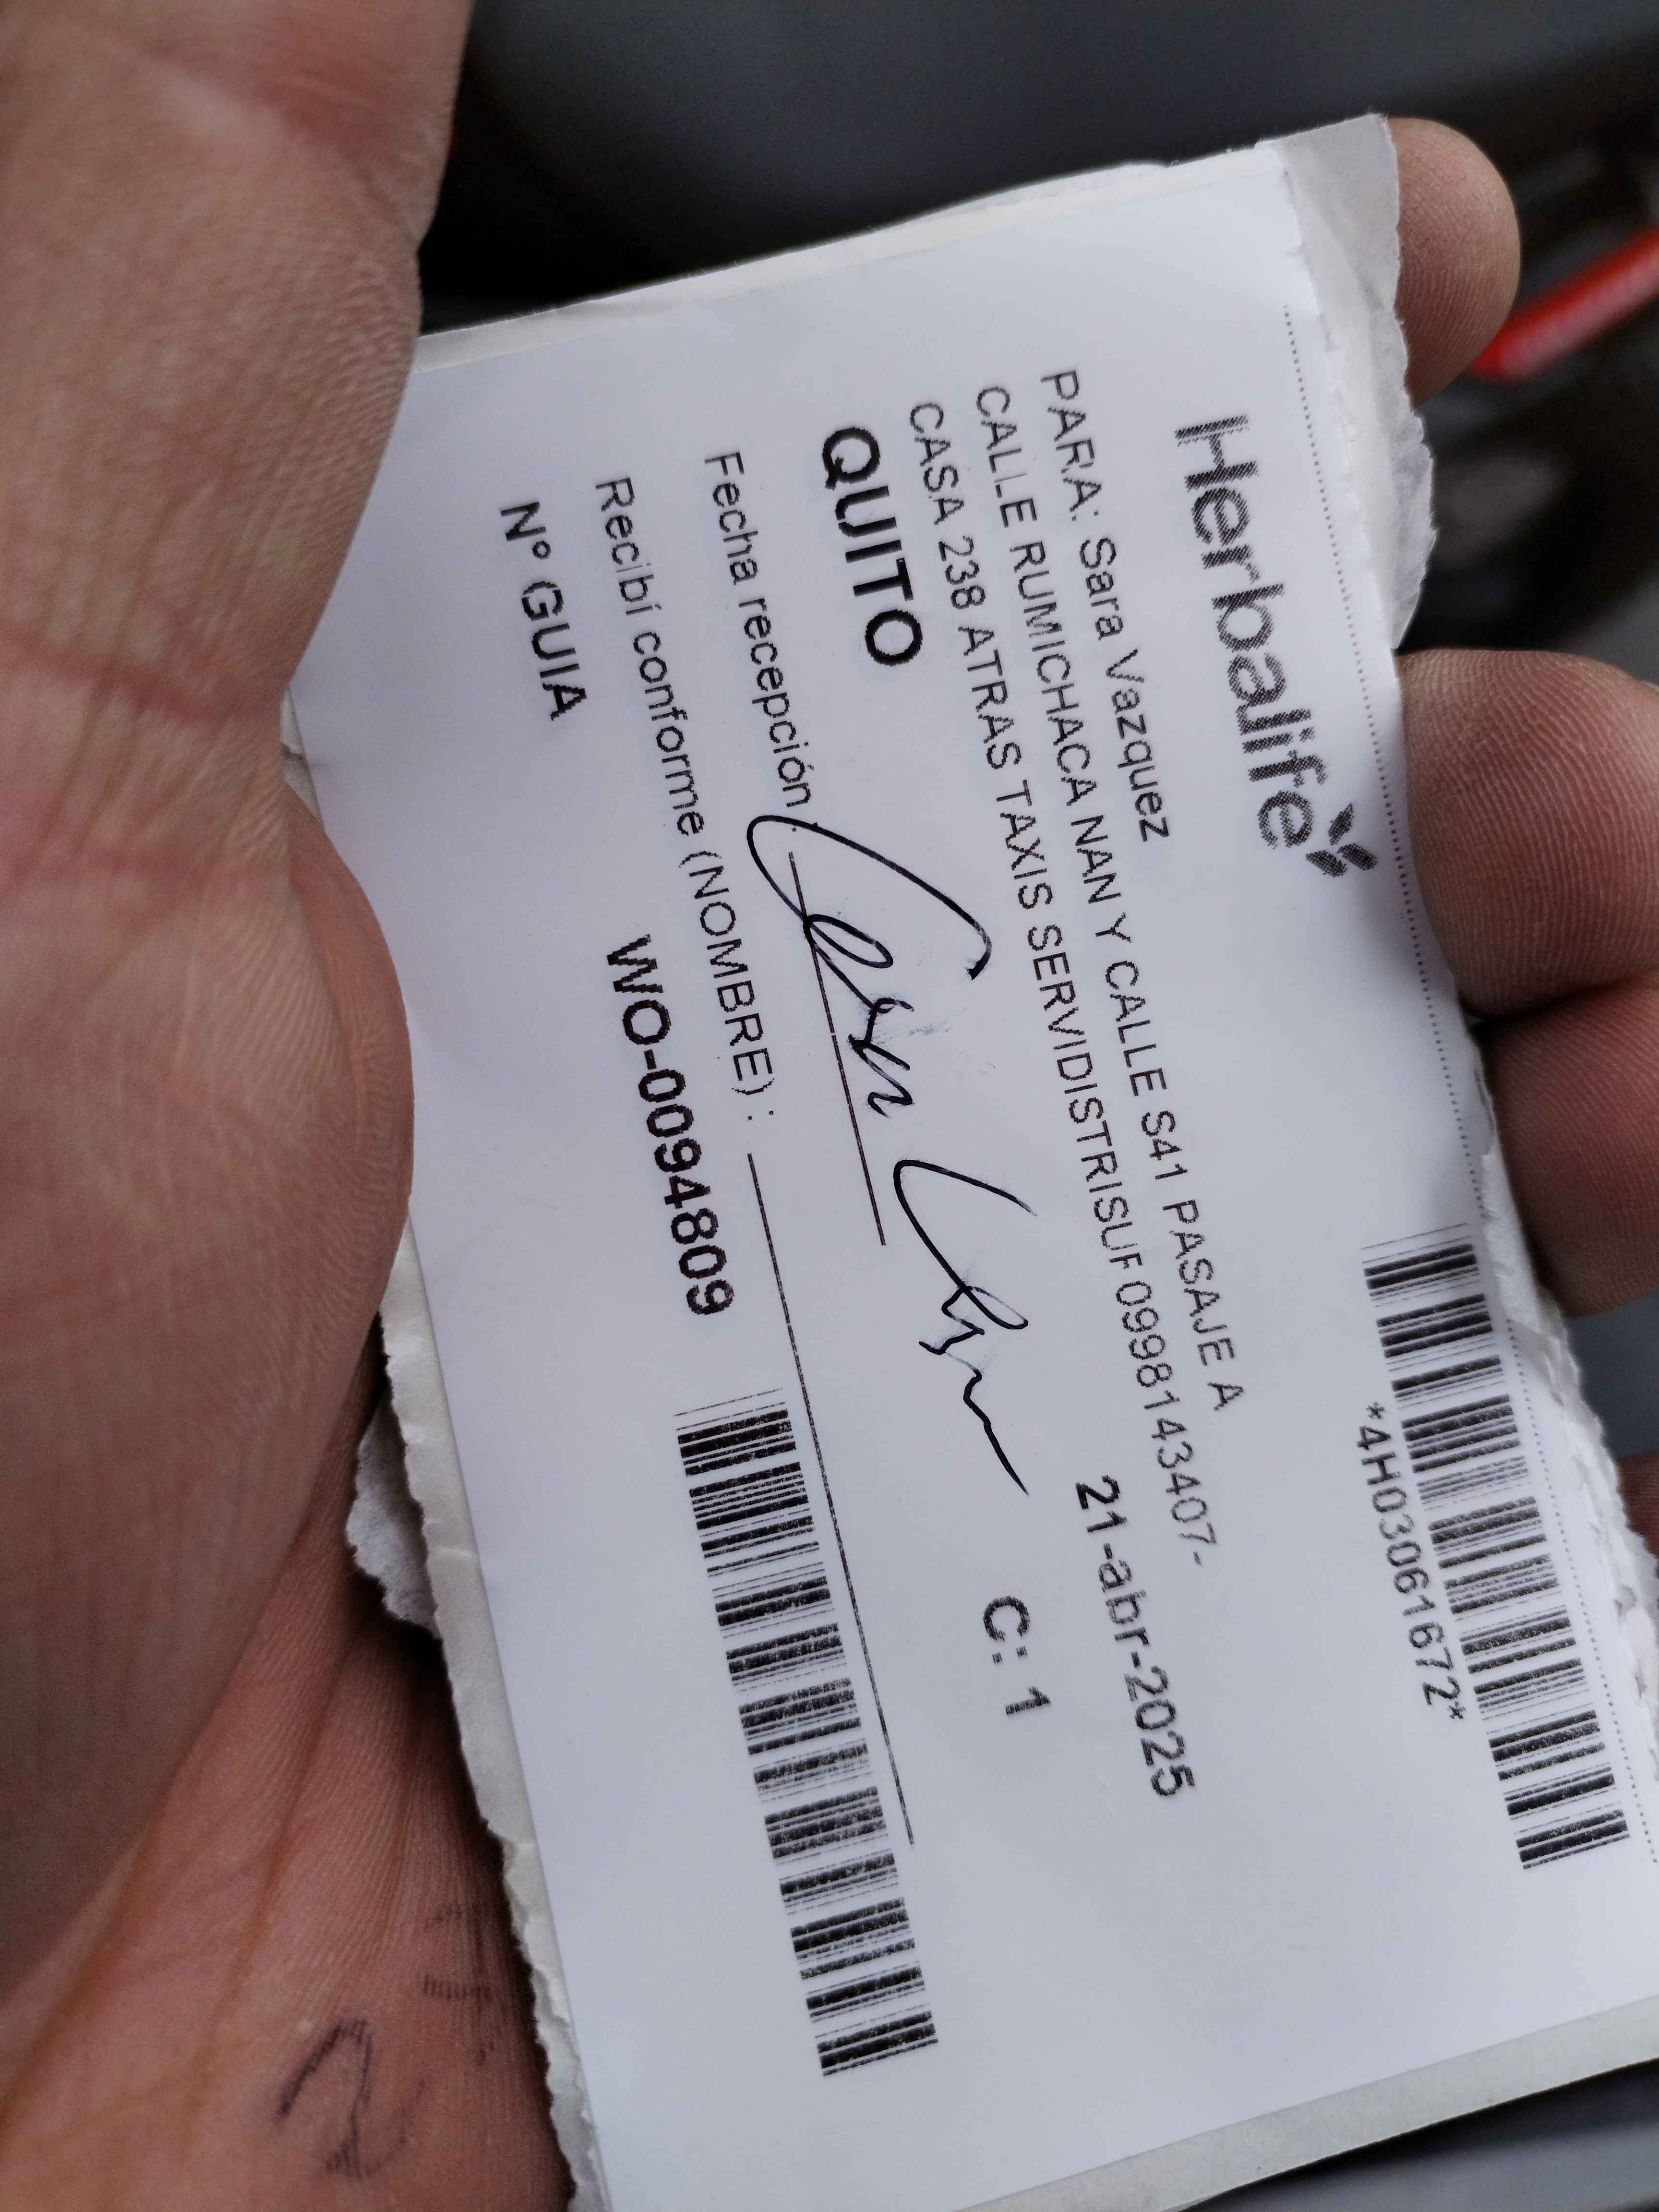 Herbalife
*4H03061672*
PARA: Sara Vazquez
CALLE RUMICHACA NAN Y CALLE S41 PASAJE A
CASA 238 ATRAS TAXIS SERVIDISTRISUF 0998143407-
21-abr-2025
QUITO
C: 1
Fecha recepción
Recibí conforme (NOMBRE) :
Nº GUIA
WO-0094809